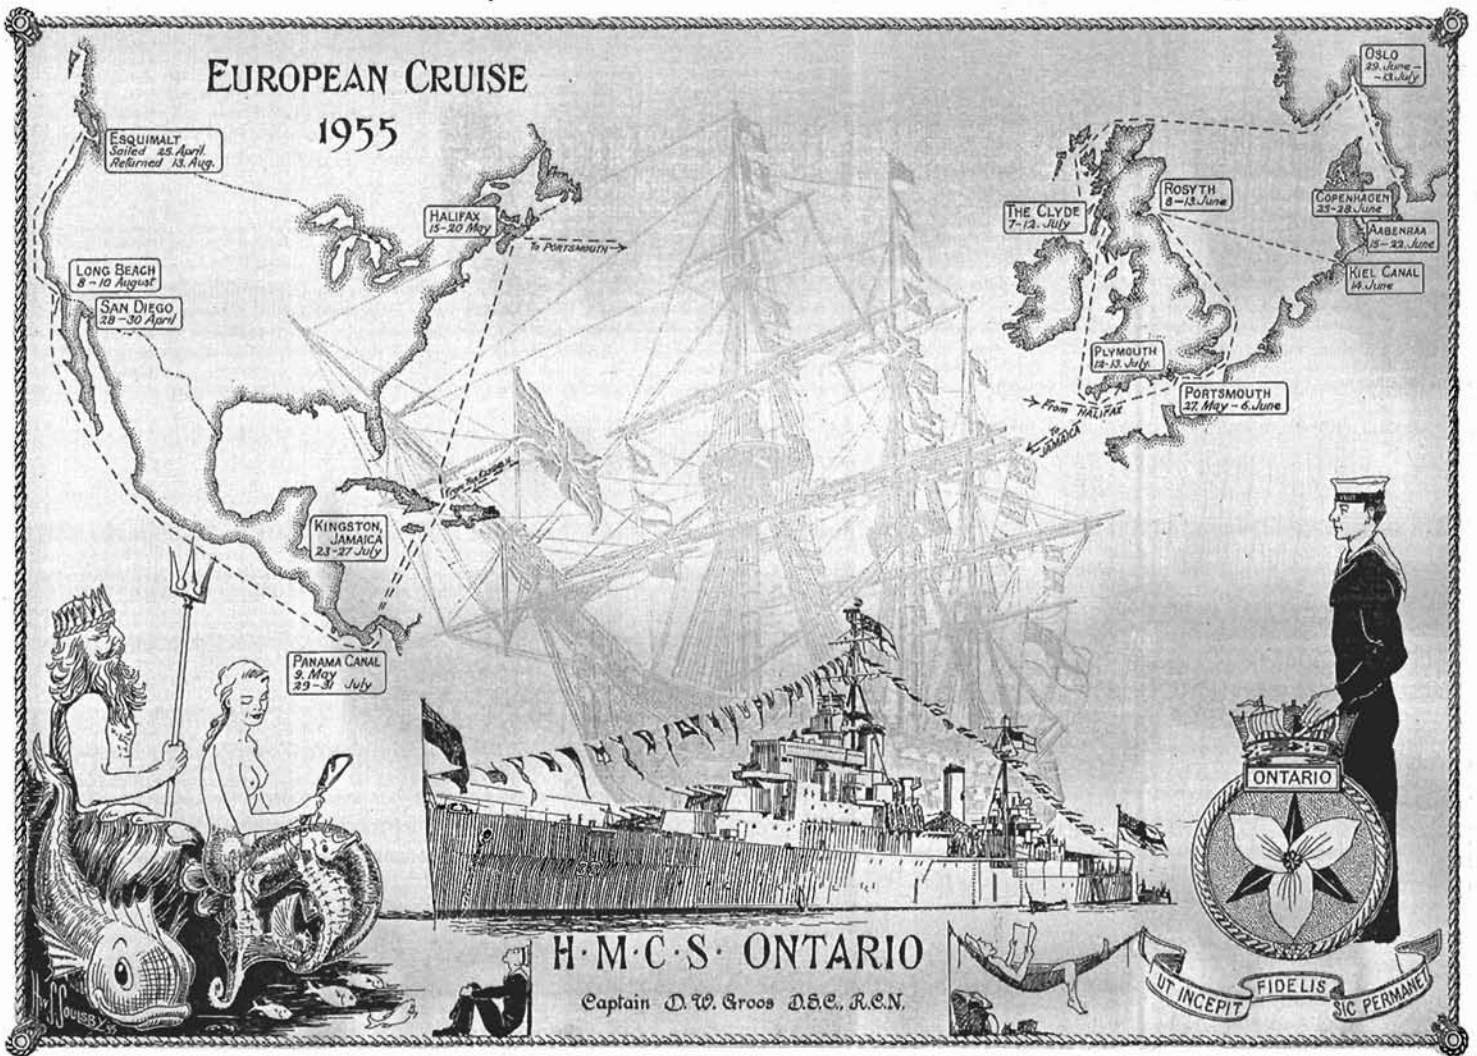 EUROPEAN CRUISE
1955
ESQUIMALT
Sailed 25. April.
Returned 13. Aug.
HALIFAX
15-20 May
To PORTSMOUTH
LONG BEACH
8-10 August
SAN DIEGO
28-30 April
KINGSTON,
JAMAICA
23-27 July
PANAMA CANAL
9. May
29-31 July
OSLO
29. June -
-13. July
ROSYTH
8-13. June
THE CLYDE
7-12. July
COPENHAGEN
23-28. June
AABENRAA
15-22. June
KIEL CANAL
14. June
PLYMOUTH
12-13. July.
PORTSMOUTH
27. May - 6. June
From HALIFAX
To
JAMAICA
ONTARIO
H·M·C·S· ONTARIO
Captain D. W. Groos D.S.C., R.C.N.
UT INCEPIT
FIDELIS
SIC PERMANET
by J. SOULSBY 55